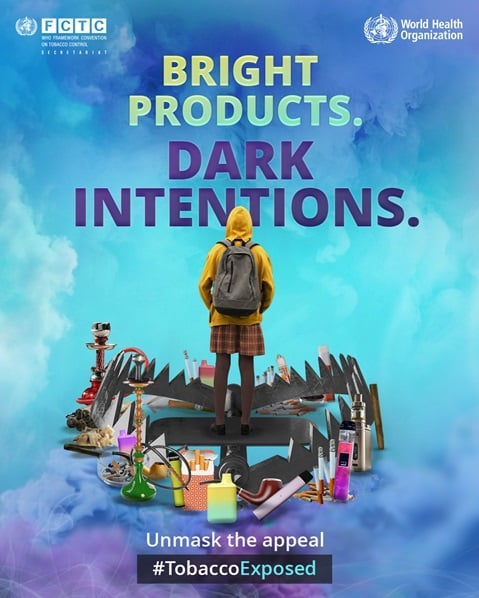 FCTC
WHO FRAMEWORK CONVENTION
ON TOBACCO CONTROL
SECRETARIAT
World Health
Organization
BRIGHT
PRODUCTS.
DARK
INTENTIONS.
Unmask the appeal
#TobaccoExposed